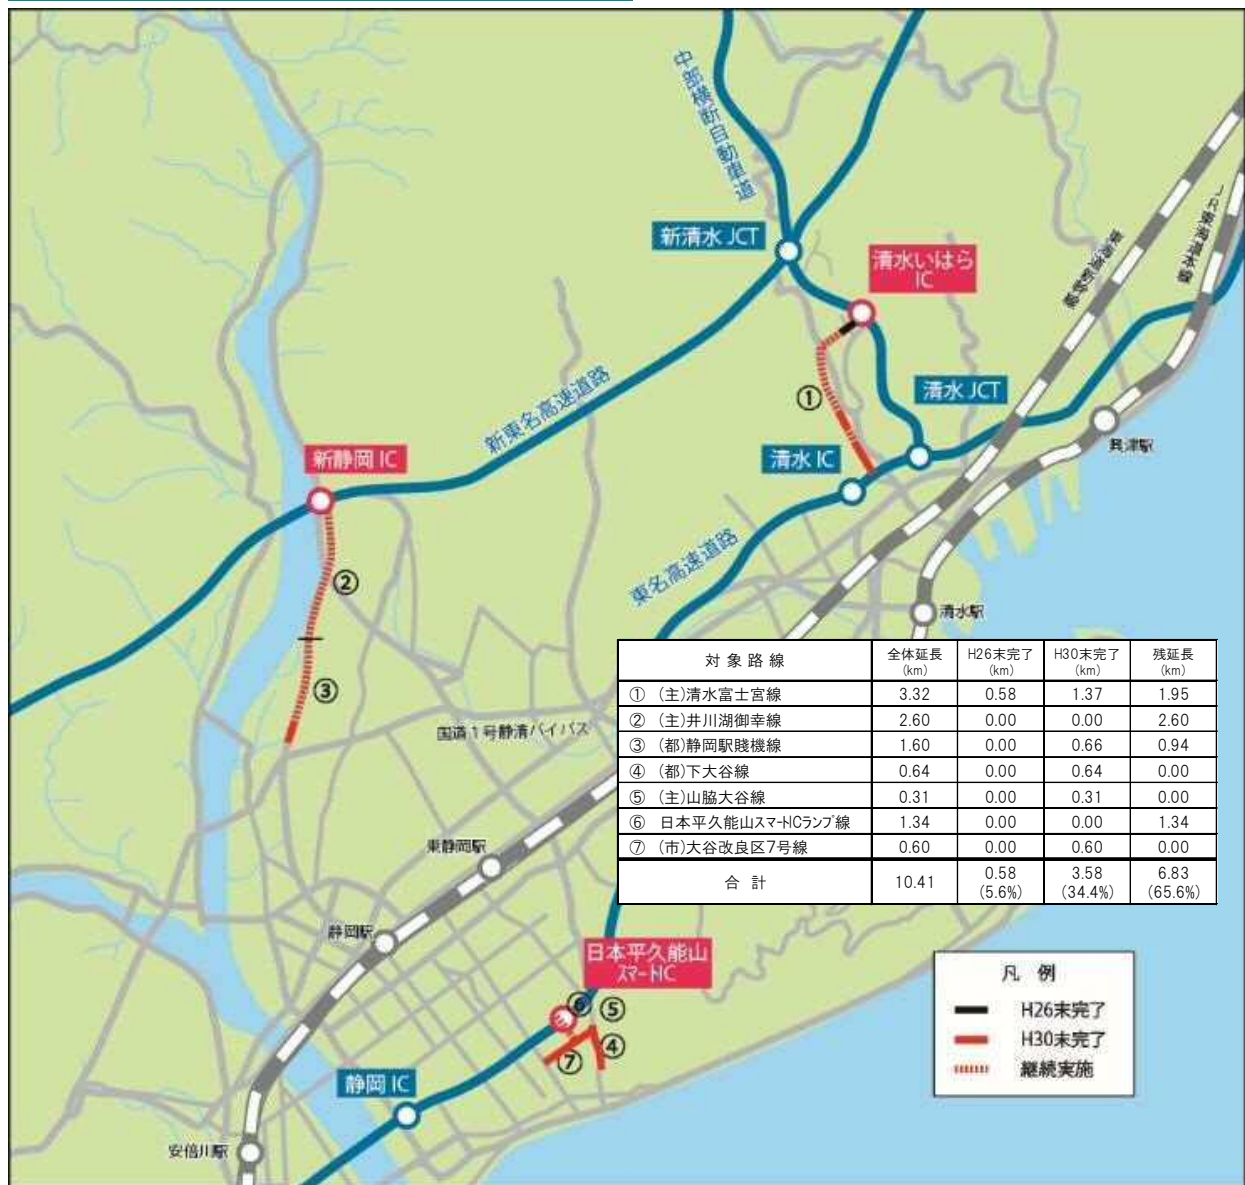 中部横断自動車道
新清水 JCT
清水いはら
IC
東海道新幹線
JR東海道本線
①
清水 JCT
興津駅
新東名高速道路
新静岡 IC
清水 IC
②
東名高速道路
清水駅
③
国道1号静清バイパス
対象路線 全体延長(km) H26末完了(km) H30末完了(km) 残延長(km)
① (主)清水富士宮線 3.32 0.58 1.37 1.95
② (主)井川湖御幸線 2.60 0.00 0.00 2.60
③ (都)静岡駅賤機線 1.60 0.00 0.66 0.94
④ (都)下大谷線 0.64 0.00 0.64 0.00
⑤ (主)山脇大谷線 0.31 0.00 0.31 0.00
⑥ 日本平久能山スマートICランプ線 1.34 0.00 0.00 1.34
⑦ (市)大谷改良区7号線 0.60 0.00 0.60 0.00
合計 10.41 0.58 3.58 6.83
(5.6%) (34.4%) (65.6%)
東静岡駅
静岡駅
日本平久能山
スマートIC
⑥
⑤
④
⑦
静岡 IC
安倍川駅
凡 例
H26末完了
H30末完了
継続実施